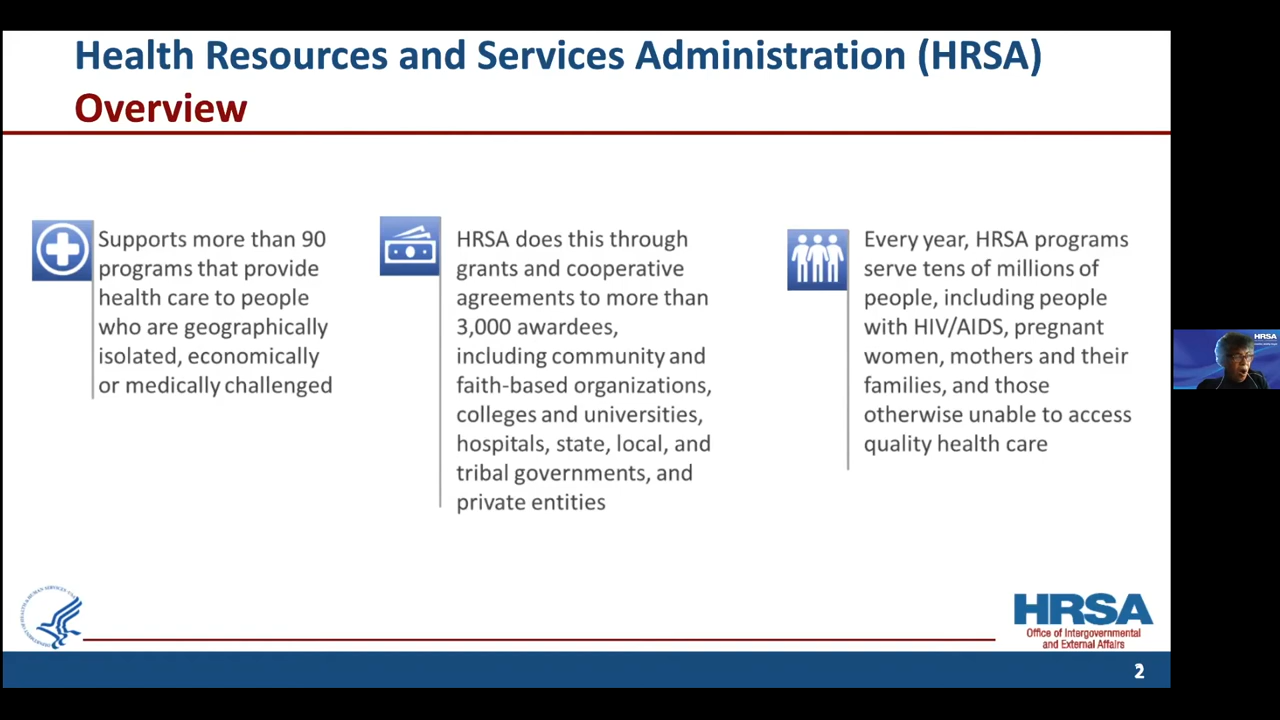 Health Resources and Services Administration (HRSA)
Overview
Supports more than 90
programs that provide
health care to people
who are geographically
isolated, economically
or medically challenged
HRSA does this through
grants and cooperative
agreements to more than
3,000 awardees,
including community and
faith-based organizations,
colleges and universities,
hospitals, state, local, and
tribal governments, and
private entities
Every year, HRSA programs
serve tens of millions of
people, including people
with HIV/AIDS, pregnant
women, mothers and their
families, and those
otherwise unable to access
quality health care
HRSA
HRSA
Office of Intergovernmental
and External Affairs
2